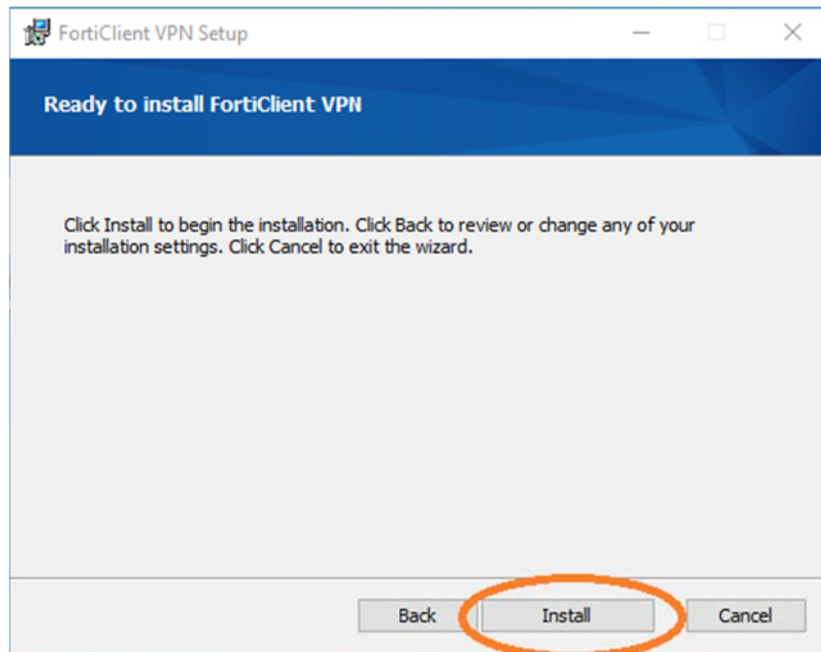 FortiClient VPN Setup
Ready to install FortiClient VPN
Click Install to begin the installation. Click Back to review or change any of your
installation settings. Click Cancel to exit the wizard.
Back Install Cancel